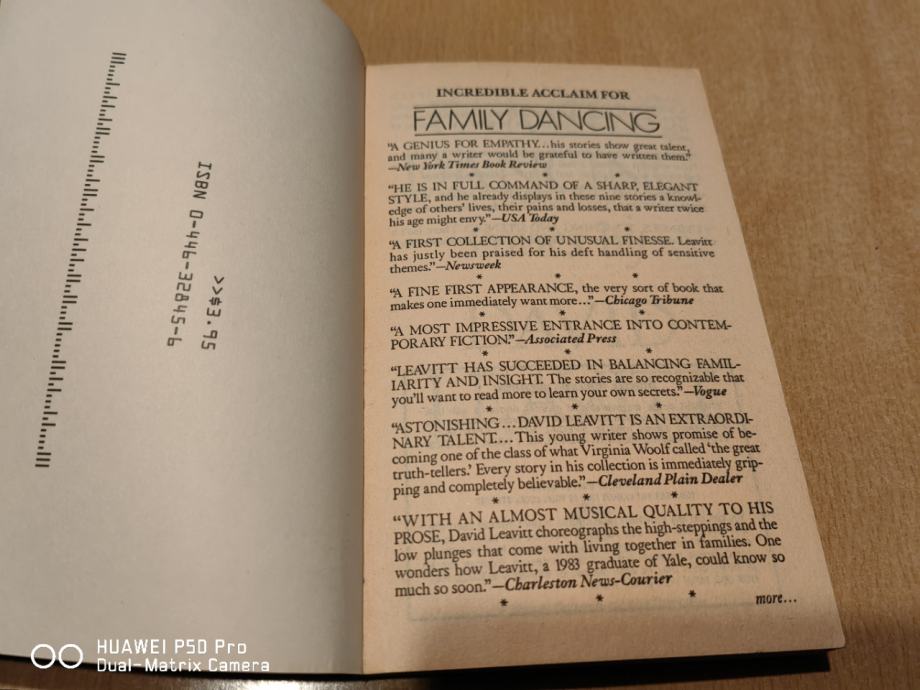 ISBN 0-446-32845-6
>>$3.95
INCREDIBLE ACCLAIM FOR
FAMILY DANCING
"A GENIUS FOR EMPATHY...his stories show great talent,
and many a writer would be grateful to have written them."
—New York Times Book Review
* * *
"HE IS IN FULL COMMAND OF A SHARP, ELEGANT
STYLE, and he already displays in these nine stories a knowl-
edge of others' lives, their pains and losses, that a writer twice
his age might envy."—USA Today
* * *
"A FIRST COLLECTION OF UNUSUAL FINESSE. Leavitt
has justly been praised for his deft handling of sensitive
themes."—Newsweek
* * *
"A FINE FIRST APPEARANCE, the very sort of book that
makes one immediately want more..."—Chicago Tribune
* * *
"A MOST IMPRESSIVE ENTRANCE INTO CONTEM-
PORARY FICTION."—Associated Press
* * *
"LEAVITT HAS SUCCEEDED IN BALANCING FAMIL-
IARITY AND INSIGHT. The stories are so recognizable that
you'll want to read more to learn your own secrets."—Vogue
* * *
"ASTONISHING...DAVID LEAVITT IS AN EXTRAORDI-
NARY TALENT....This young writer shows promise of be-
coming one of the class of what Virginia Woolf called 'the great
truth-tellers.' Every story in his collection is immediately grip-
ping and completely believable."—Cleveland Plain Dealer
* * *
"WITH AN ALMOST MUSICAL QUALITY TO HIS
PROSE, David Leavitt choreographs the high-steppings and the
low plunges that come with living together in families. One
wonders how Leavitt, a 1983 graduate of Yale, could know so
much so soon."—Charleston News-Courier
* * *
more...
HUAWEI P50 Pro
Dual-Matrix Camera